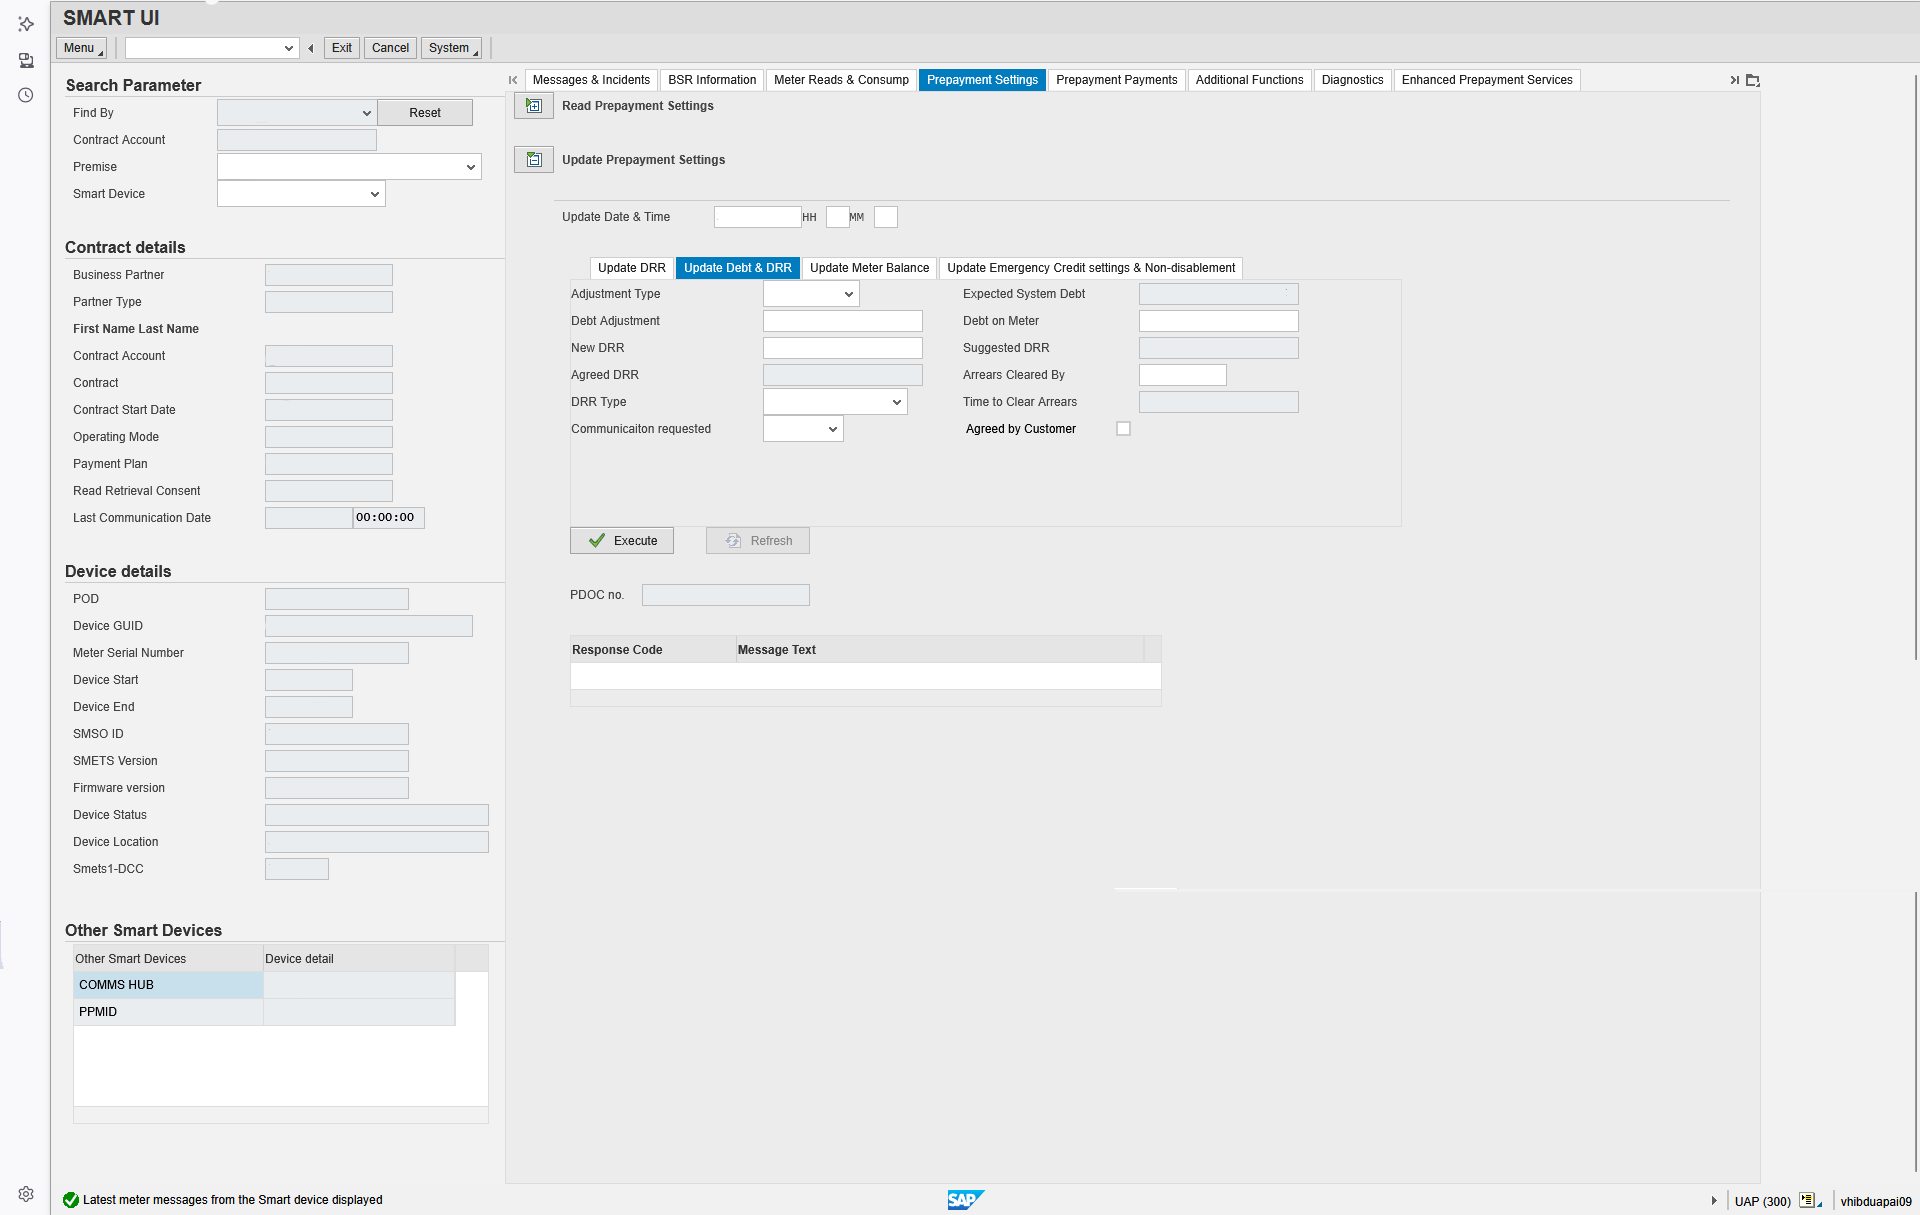 SMART UI
Menu
Exit
Cancel
System
Search Parameter
Find By
Reset
Contract Account
Premise
Smart Device
Contract details
Business Partner
Partner Type
First Name Last Name
Contract Account
Contract
Contract Start Date
Operating Mode
Payment Plan
Read Retrieval Consent
Last Communication Date 00:00:00
Device details
POD
Device GUID
Meter Serial Number
Device Start
Device End
SMSO ID
SMETS Version
Firmware version
Device Status
Device Location
Smets1-DCC
Other Smart Devices
Other Smart Devices Device detail
COMMS HUB
PPMID
Messages & Incidents BSR Information Meter Reads & Consump Prepayment Settings Prepayment Payments Additional Functions Diagnostics Enhanced Prepayment Services
Read Prepayment Settings
Update Prepayment Settings
Update Date & Time HH MM
Update DRR Update Debt & DRR Update Meter Balance Update Emergency Credit settings & Non-disablement
Adjustment Type Expected System Debt
Debt Adjustment Debt on Meter
New DRR Suggested DRR
Agreed DRR Arrears Cleared By
DRR Type Time to Clear Arrears
Communicaiton requested Agreed by Customer
Execute Refresh
PDOC no.
Response Code Message Text
Latest meter messages from the Smart device displayed
SAP
UAP (300)
vhibduapai09